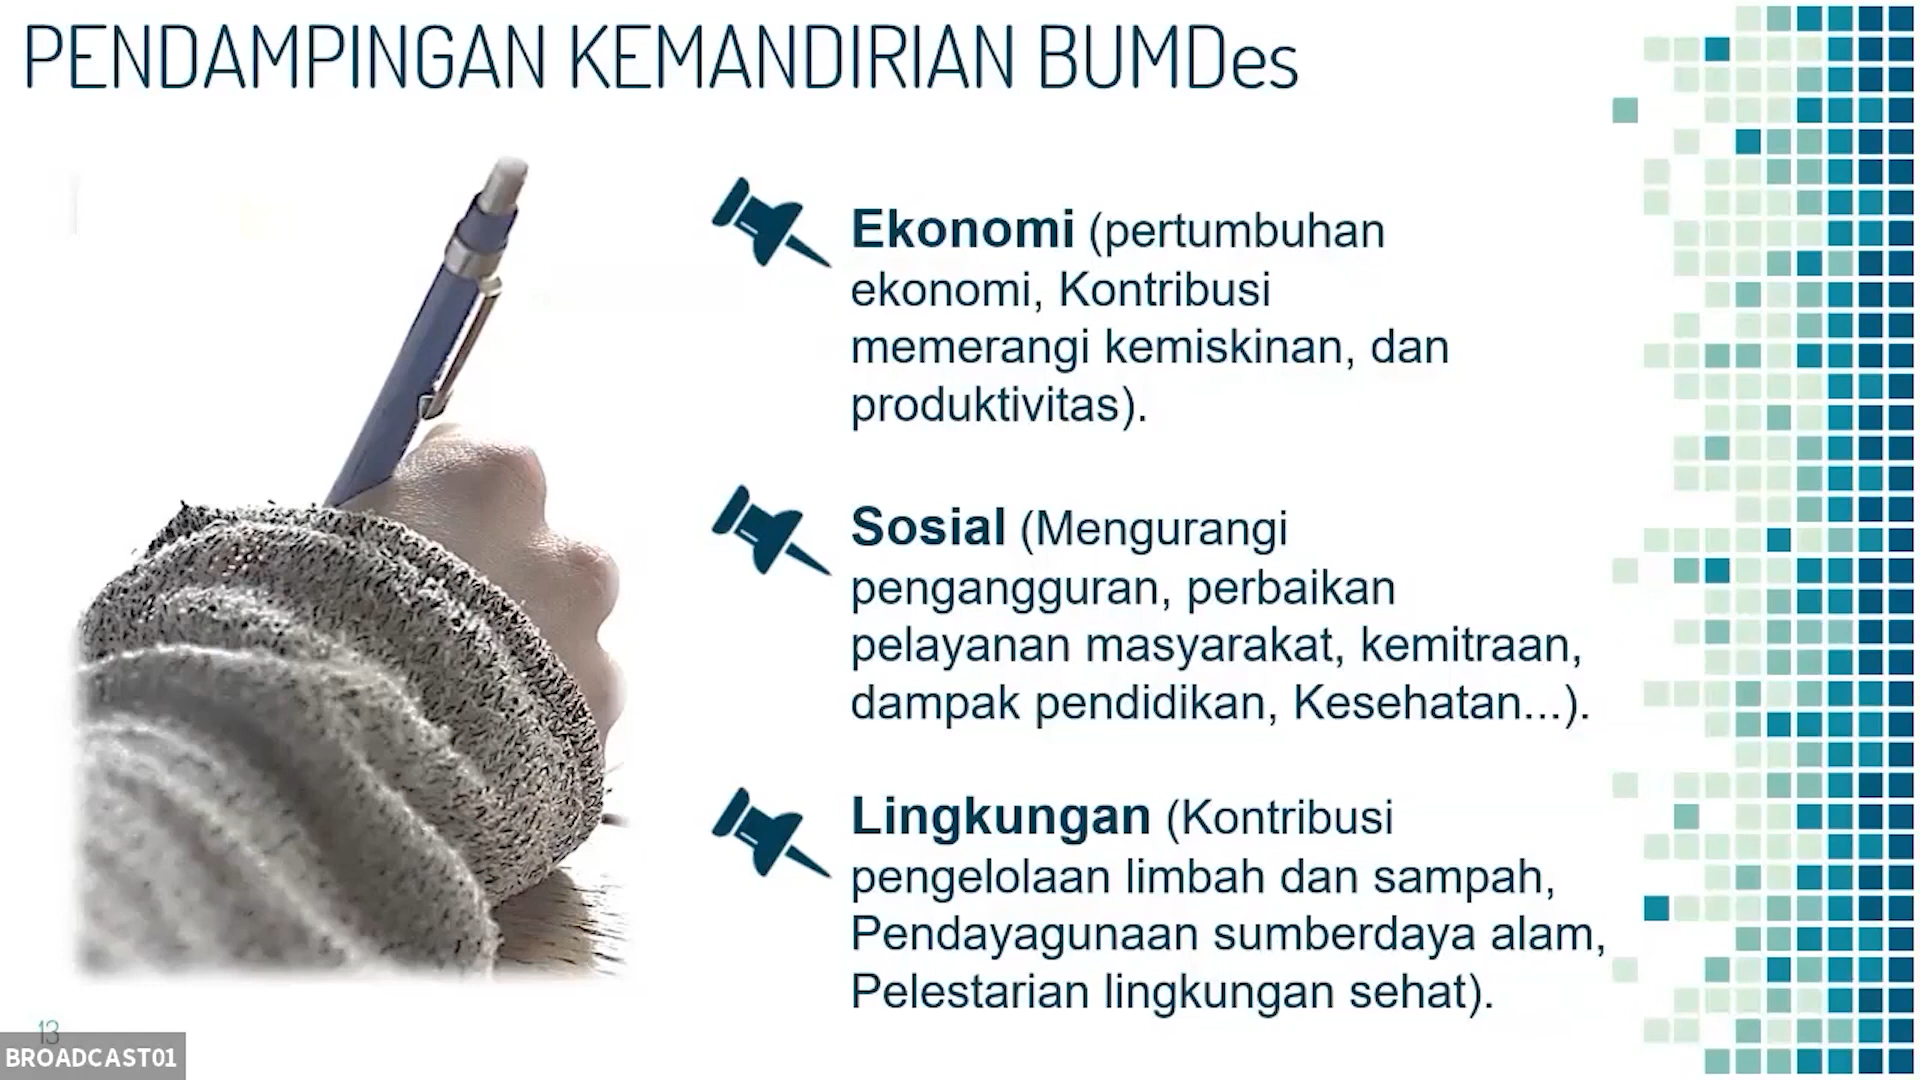 PENDAMPINGAN KEMANDIRIAN BUMDes
Ekonomi (pertumbuhan
ekonomi, Kontribusi
memerangi kemiskinan, dan
produktivitas).
Sosial (Mengurangi
pengangguran, perbaikan
pelayanan masyarakat, kemitraan,
dampak pendidikan, Kesehatan...).
Lingkungan (Kontribusi
pengelolaan limbah dan sampah,
Pendayagunaan sumberdaya alam,
Pelestarian lingkungan sehat).
13
BROADCAST01